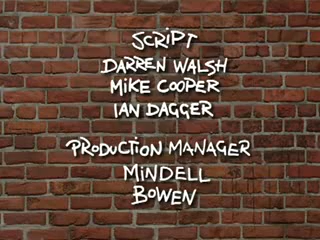 SCRIPT
DARREN WALSH
MIKE COOPER
IAN DAGGER
PRODUCTION MANAGER
MINDELL
BOWEN